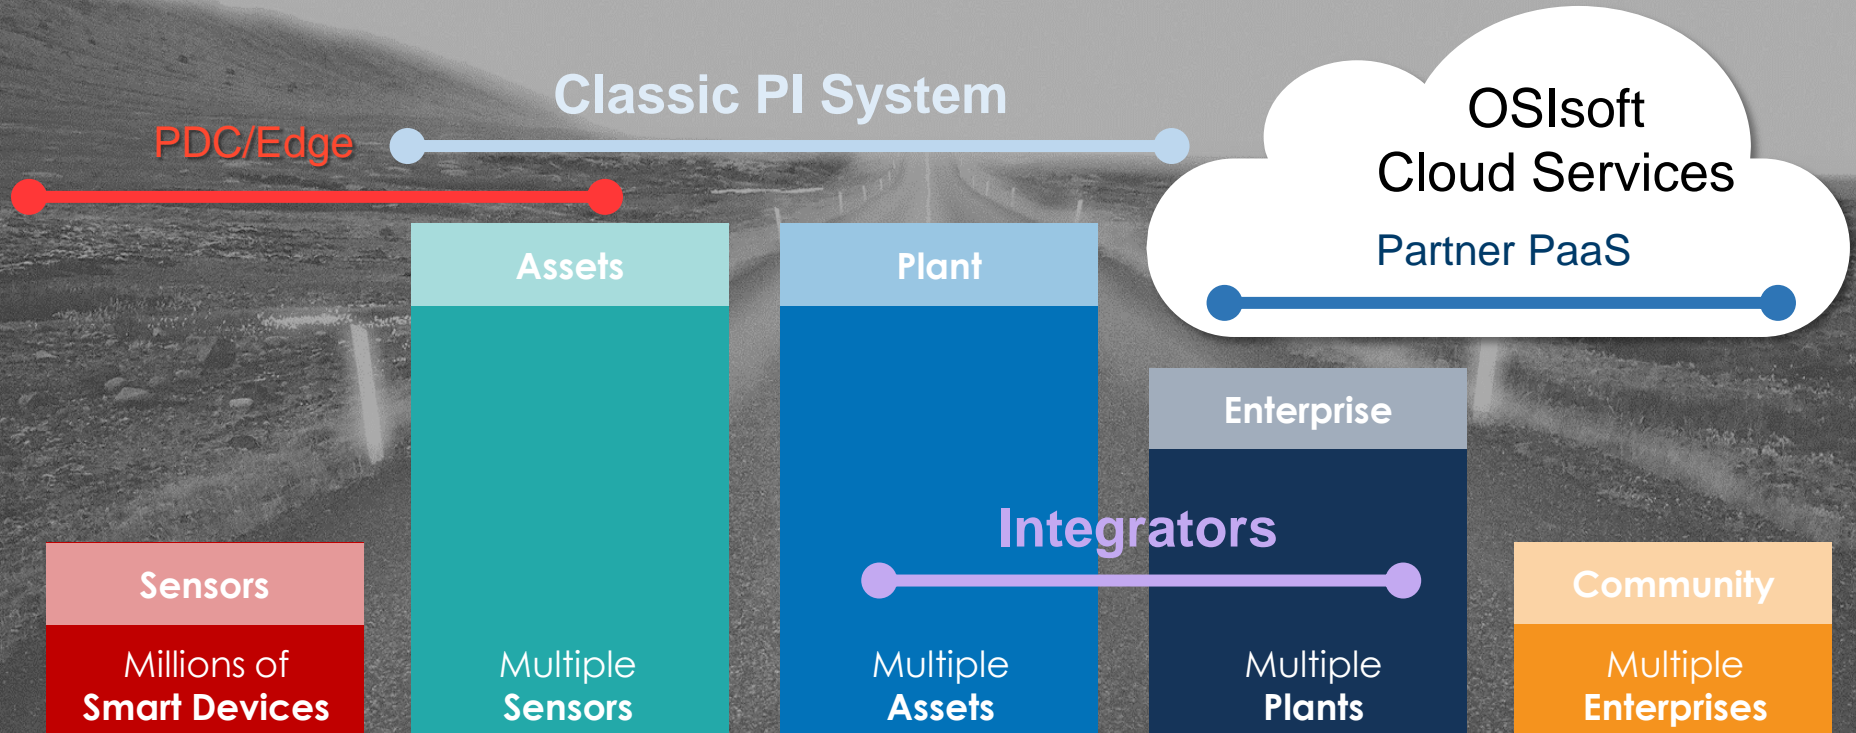 Classic PI System
PDC/Edge
OSIsoft
Cloud Services
Partner PaaS
Assets
Plant
Enterprise
Integrators
Sensors
Community
Millions of
Smart Devices
Multiple
Sensors
Multiple
Assets
Multiple
Plants
Multiple
Enterprises